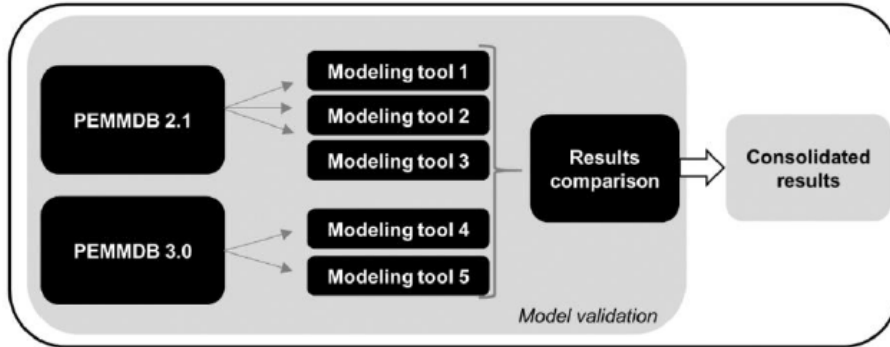 PEMMDB 2.1
Modeling tool 1
Modeling tool 2
Modeling tool 3
PEMMDB 3.0
Modeling tool 4
Modeling tool 5
Results
comparison
Consolidated
results
Model validation